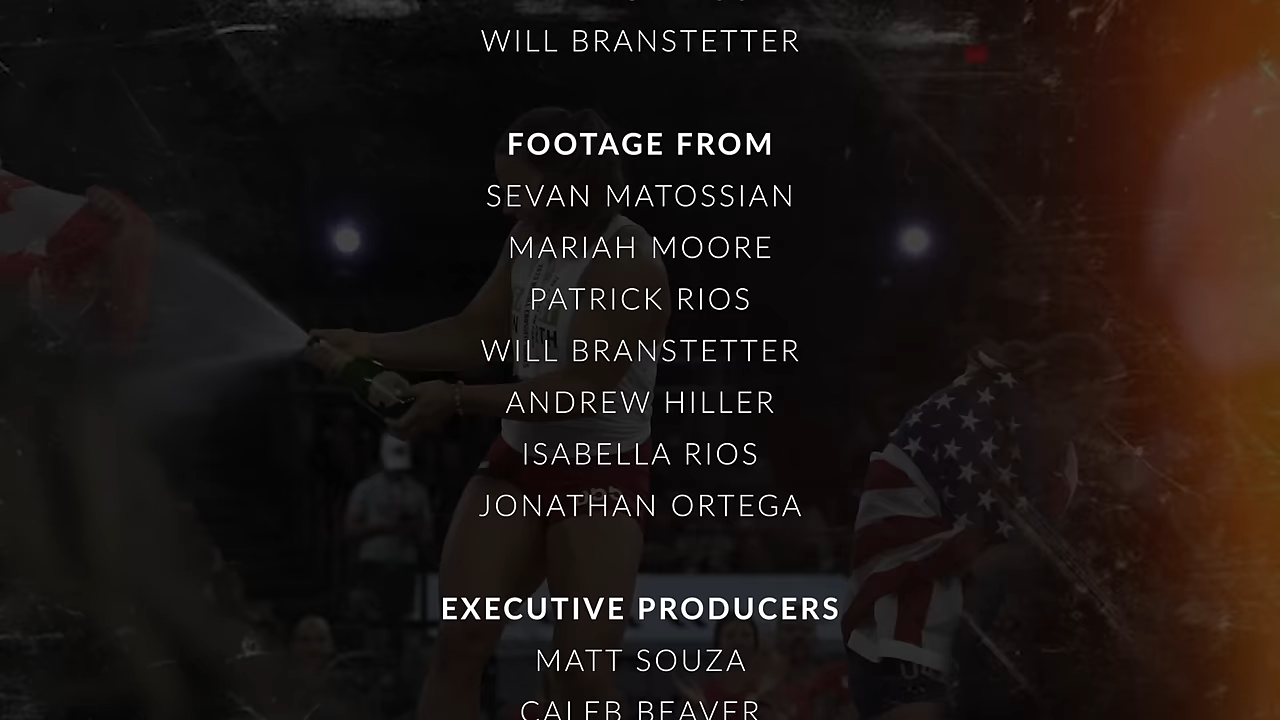 WILL BRANSTETTER
FOOTAGE FROM
SEVAN MATOSSIAN
MARIAH MOORE
PATRICK RIOS
WILL BRANSTETTER
ANDREW HILLER
ISABELLA RIOS
JONATHAN ORTEGA
EXECUTIVE PRODUCERS
MATT SOUZA
CALEB BEAVER